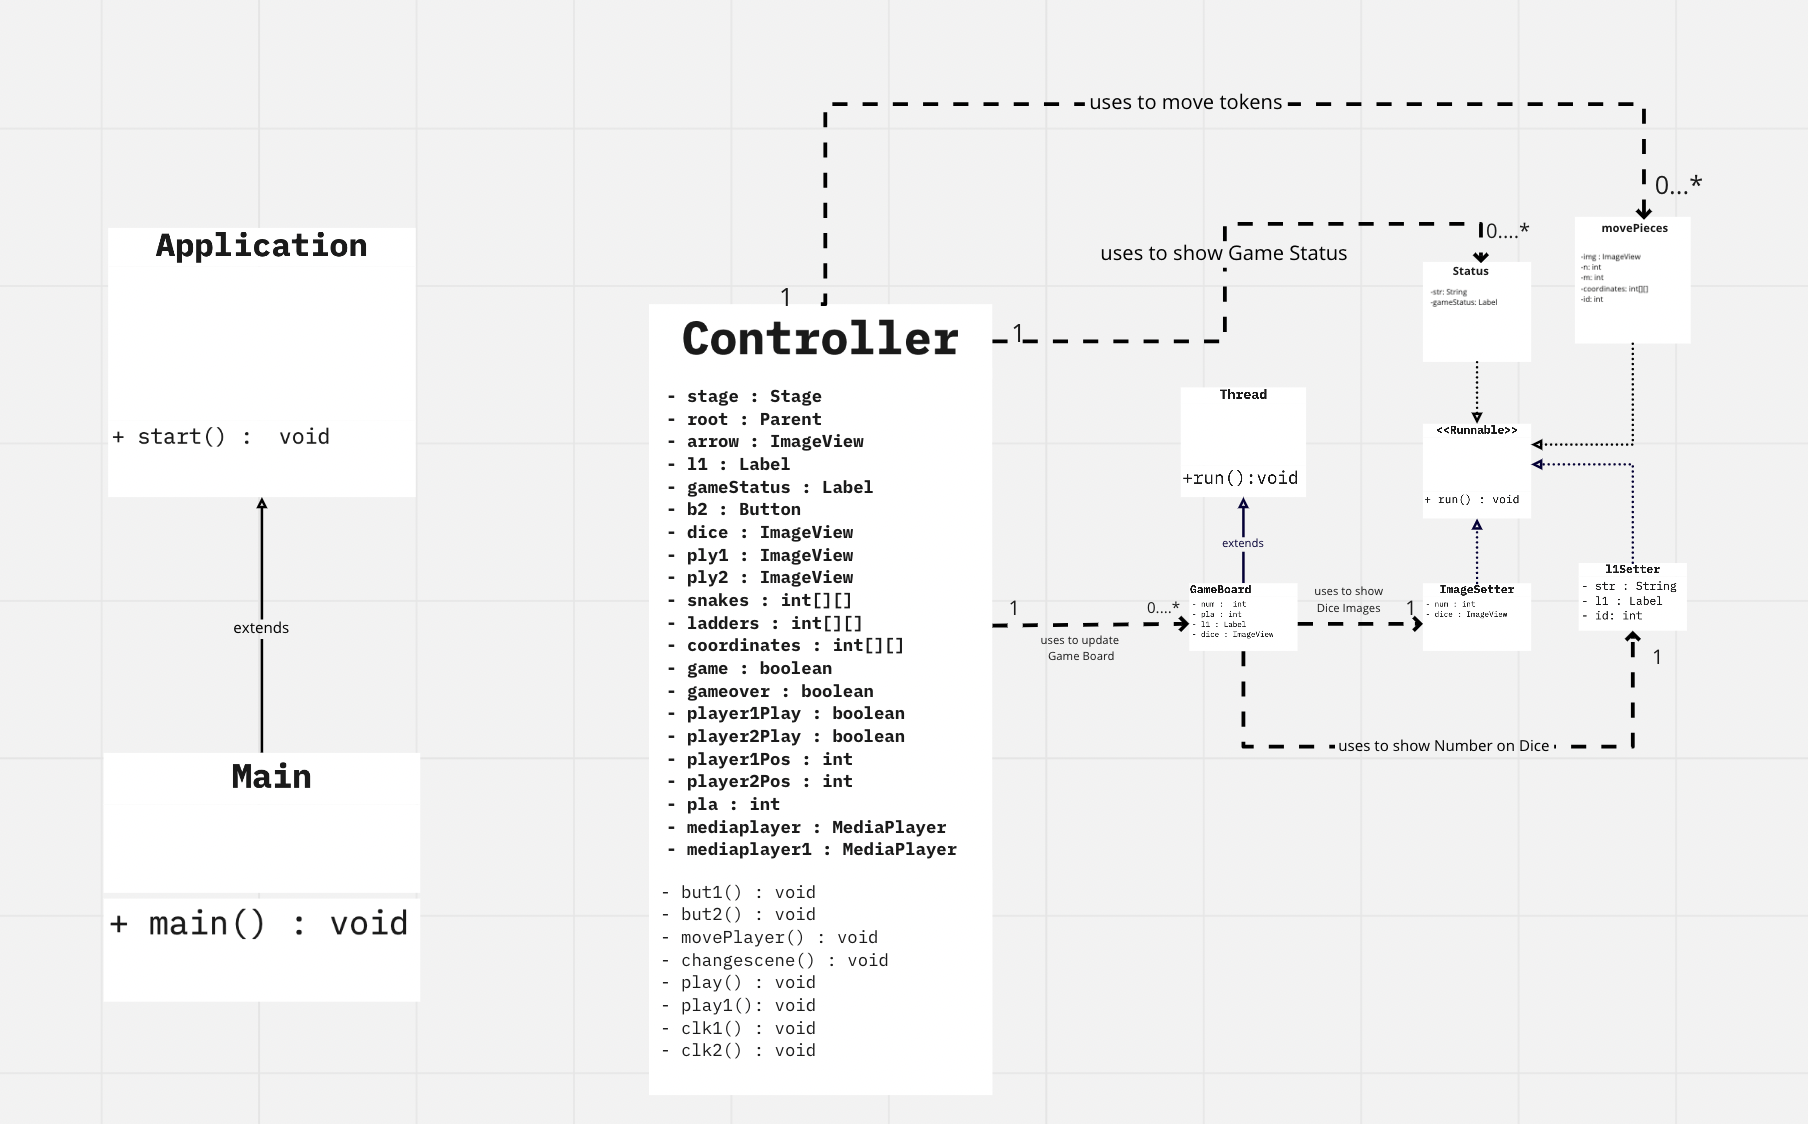 Application
+ start() :  void
extends
Main
+ main() : void
uses to move tokens
1
0...*
uses to show Game Status
1
0....*
Controller
- stage : Stage
- root : Parent
- arrow : ImageView
- l1 : Label
- gameStatus : Label
- b2 : Button
- dice : ImageView
- ply1 : ImageView
- ply2 : ImageView
- snakes : int[][]
- ladders : int[][]
- coordinates : int[][]
- game : boolean
- gameover : boolean
- player1Play : boolean
- player2Play : boolean
- player1Pos : int
- player2Pos : int
- pla : int
- mediaplayer : MediaPlayer
- mediaplayer1 : MediaPlayer
- but1() : void
- but2() : void
- movePlayer() : void
- changescene() : void
- play() : void
- play1(): void
- clk1() : void
- clk2() : void
movePieces
-img : ImageView
-n: int
-m: int
-coordinates: int[][]
-id: int
Status
-str: String
-gameStatus: Label
Thread
+run():void
<<Runnable>>
+ run() : void
extends
1
0....*
uses to update
Game Board
GameBoard
- num :  int
- pla : int
- l1 : Label
- dice : ImageView
uses to show
Dice Images
1
ImageSetter
- num : int
- dice : ImageView
l1Setter
- str : String
- l1 : Label
- id: int
1
uses to show Number on Dice